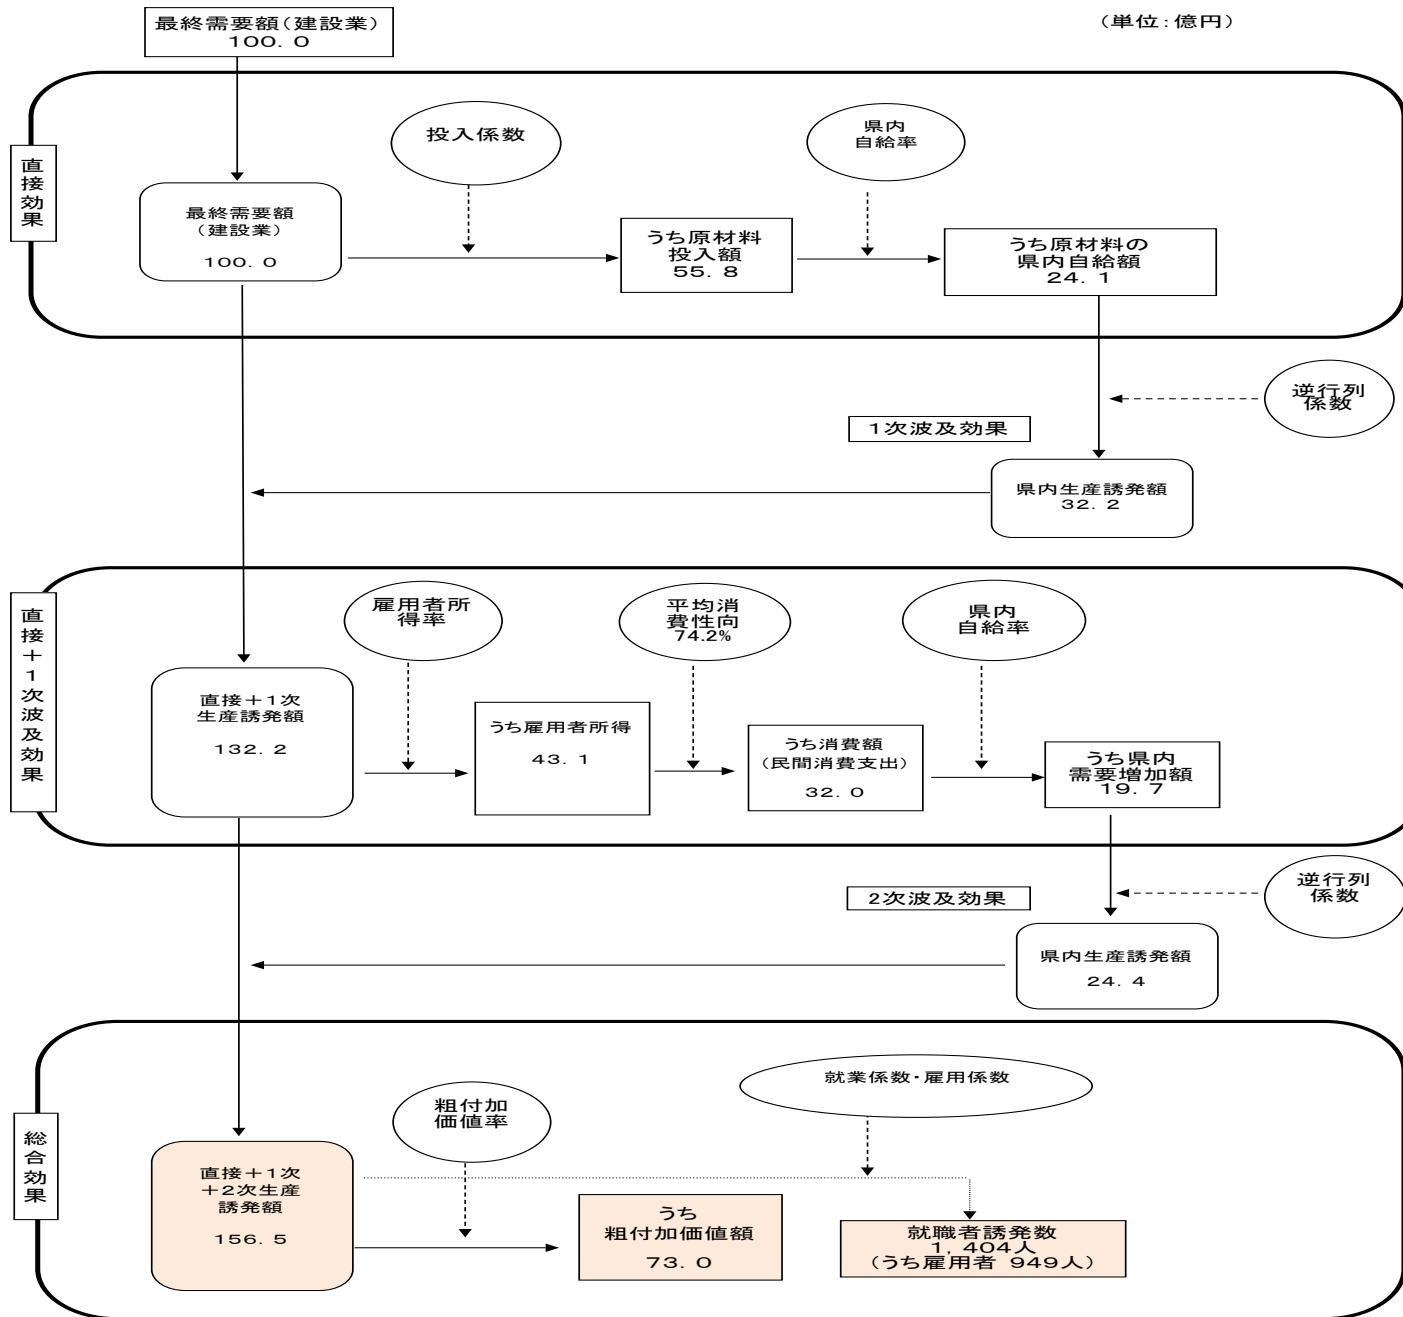 最終需要額（建設業）
100．0
（単位：億円）
直接効果
投入係数
県内
自給率
最終需要額
（建設業）
100．0
うち原材料
投入額
55．8
うち原材料の
県内自給額
24．1
逆行列
係数
1次波及効果
県内生産誘発額
32．2
直接＋1次波及効果
雇用者所
得率
平均消
費性向
74.2%
県内
自給率
直接＋1次
生産誘発額
132．2
うち雇用者所得
43．1
うち消費額
（民間消費支出）
32．0
うち県内
需要増加額
19．7
逆行列
係数
2次波及効果
県内生産誘発額
24．4
総合効果
就業係数・雇用係数
粗付加
価値率
直接＋1次
＋2次生産
誘発額
156．5
うち
粗付加価値額
73．0
就職者誘発数
1，404人
（うち雇用者 949人）